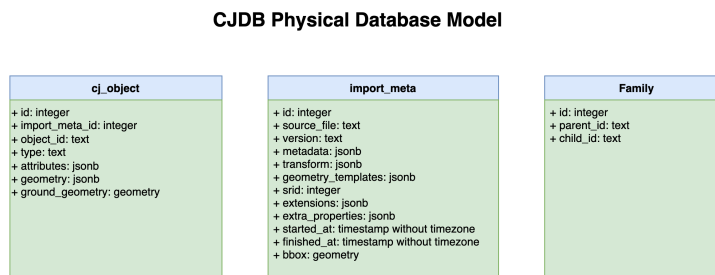 CJDB Physical Database Model
cj_object
+ id: integer
+ import_meta_id: integer
+ object_id: text
+ type: text
+ attributes: jsonb
+ geometry: jsonb
+ ground_geometry: geometry
import_meta
+ id: integer
+ source_file: text
+ version: text
+ metadata: jsonb
+ transform: jsonb
+ geometry_templates: jsonb
+ srid: integer
+ extensions: jsonb
+ extra_properties: jsonb
+ started_at: timestamp without timezone
+ finished_at: timestamp without timezone
+ bbox: geometry
Family
+ id: integer
+ parent_id: text
+ child_id: text